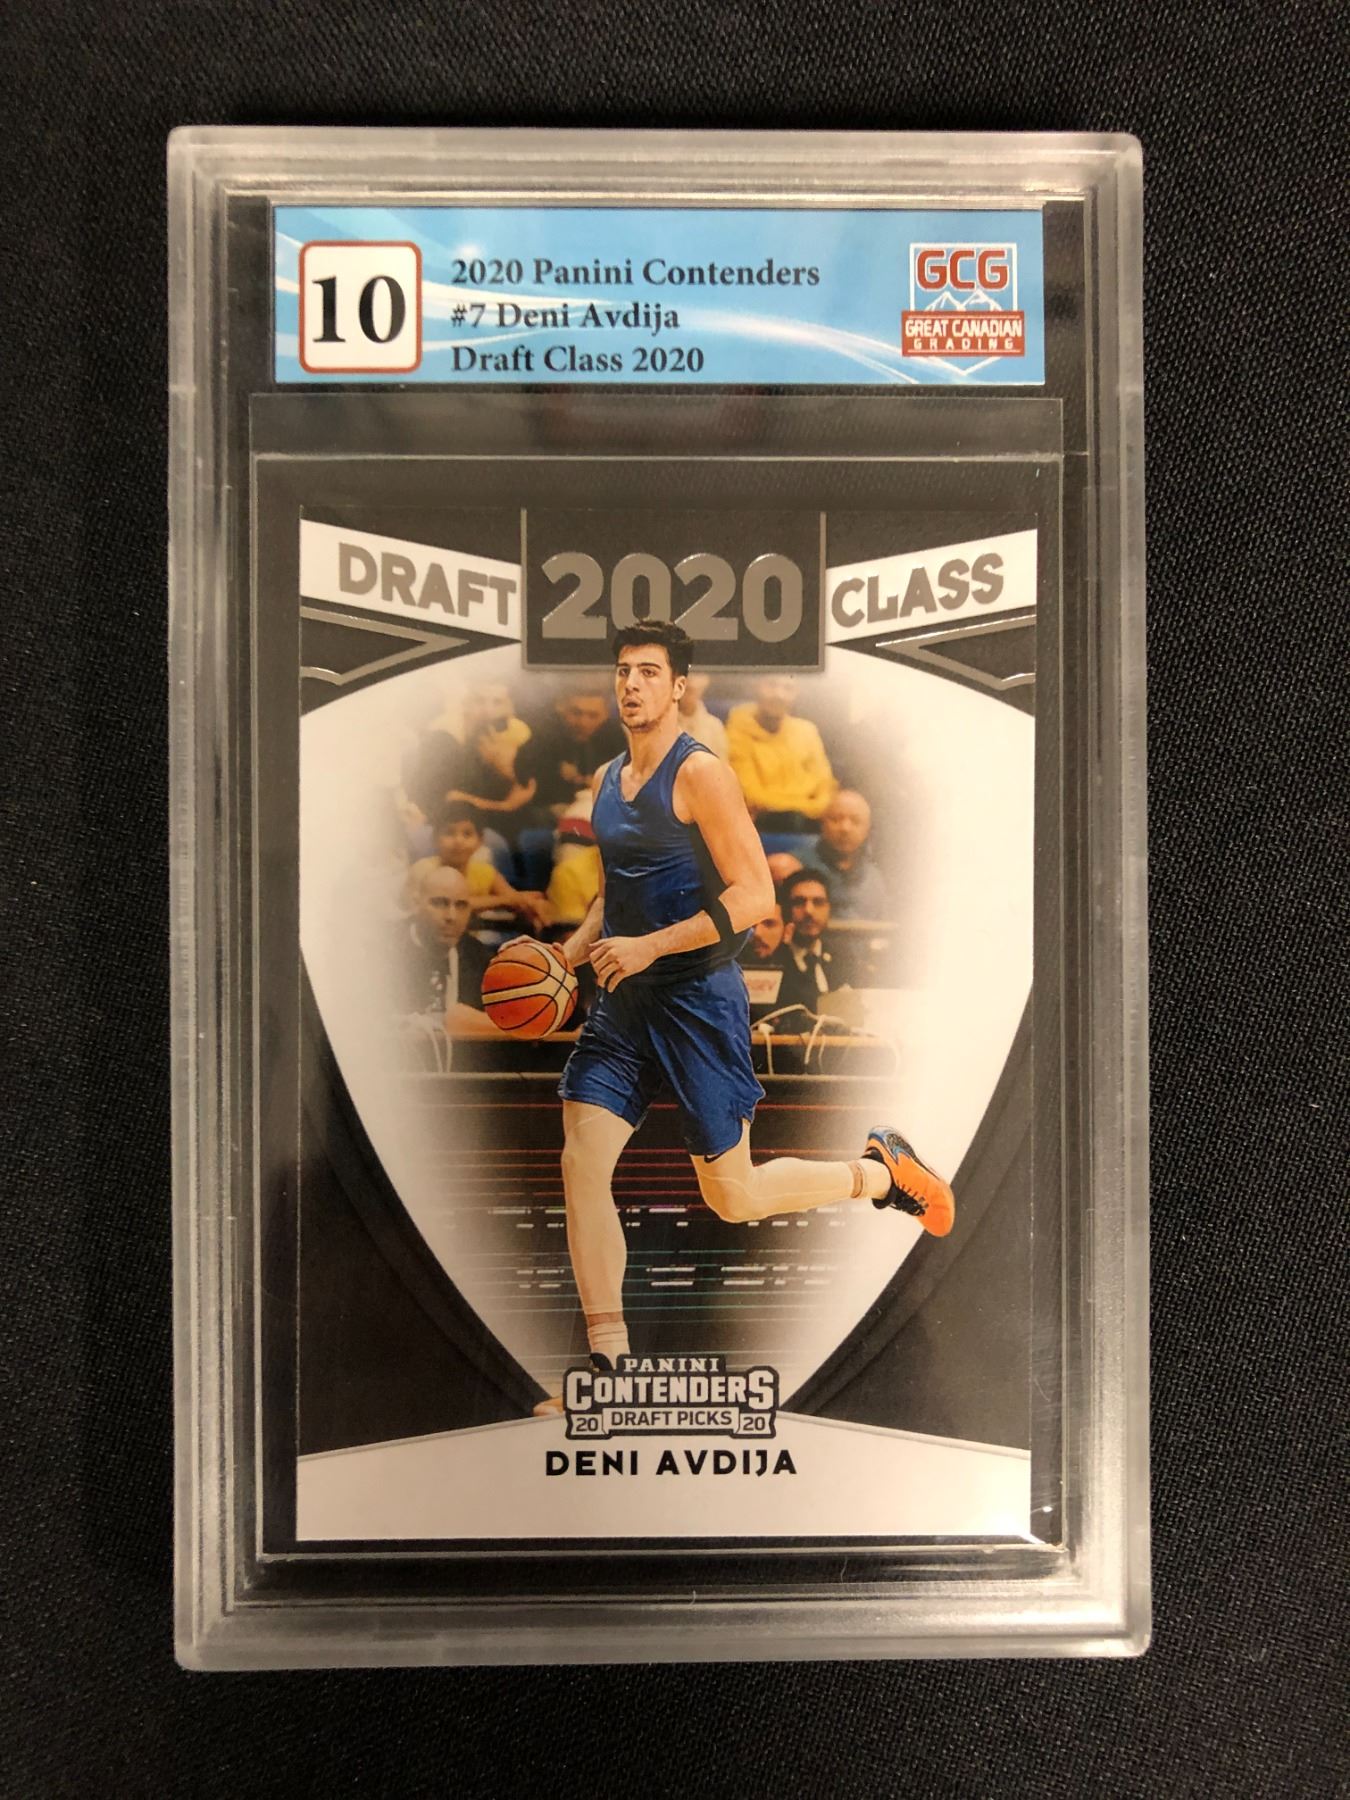 10
2020 Panini Contenders
#7 Deni Avdija
Draft Class 2020
GCG
GREAT CANADIAN
GRADING
DRAFT 2020 CLASS
PANINI
CONTENDERS
20 DRAFT PICKS 20
DENI AVDIJA